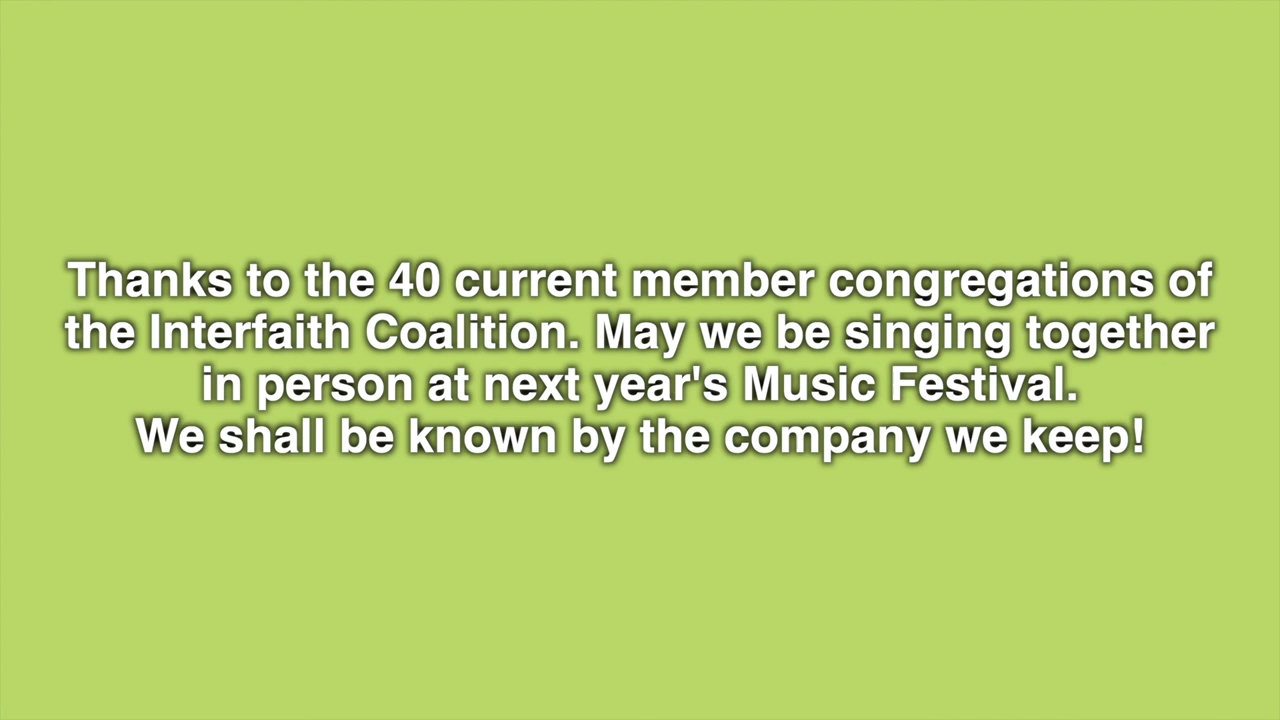 Thanks to the 40 current member congregations of
the Interfaith Coalition. May we be singing together
in person at next year's Music Festival.
We shall be known by the company we keep!